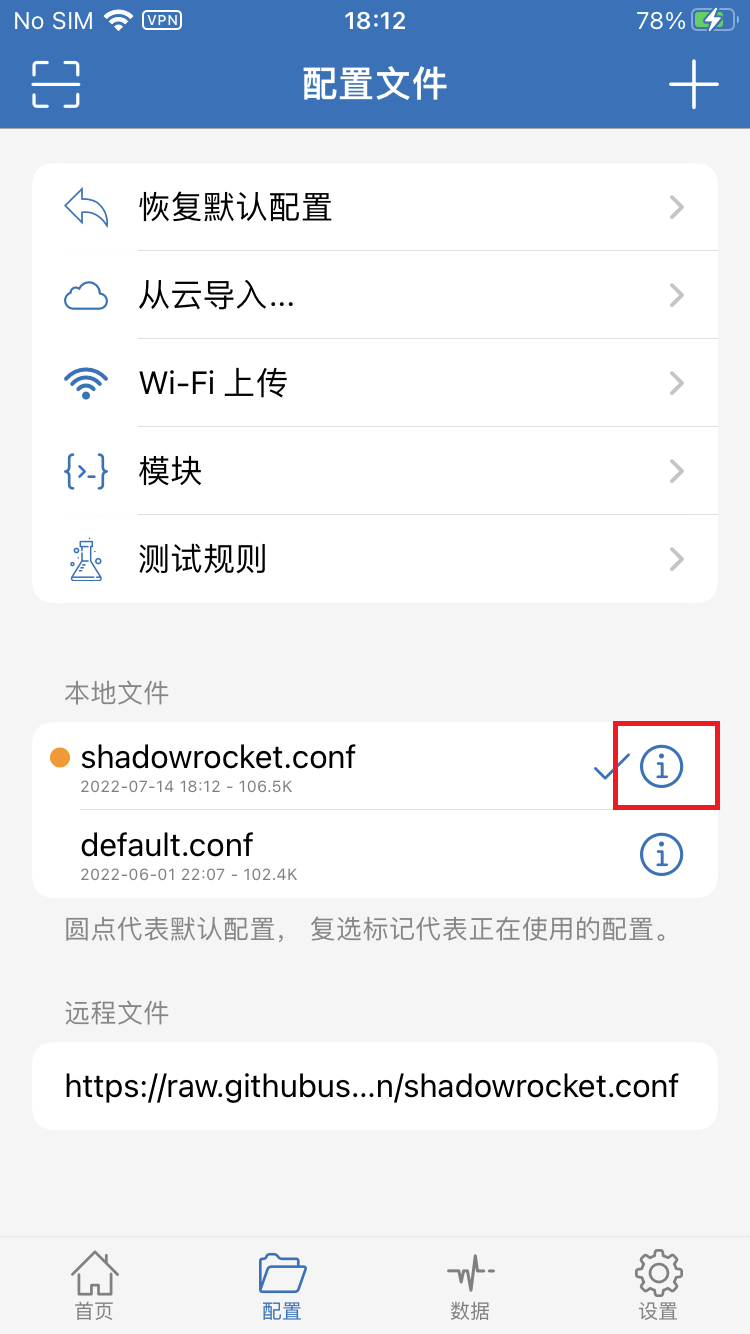 No SIM VPN 18:12 78%
配置文件
恢复默认配置
从云导入...
Wi-Fi 上传
模块
测试规则
本地文件
shadowrocket.conf
2022-07-14 18:12 - 106.5K
default.conf
2022-06-01 22:07 - 102.4K
圆点代表默认配置， 复选标记代表正在使用的配置。
远程文件
https://raw.githubus...n/shadowrocket.conf
首页 配置 数据 设置